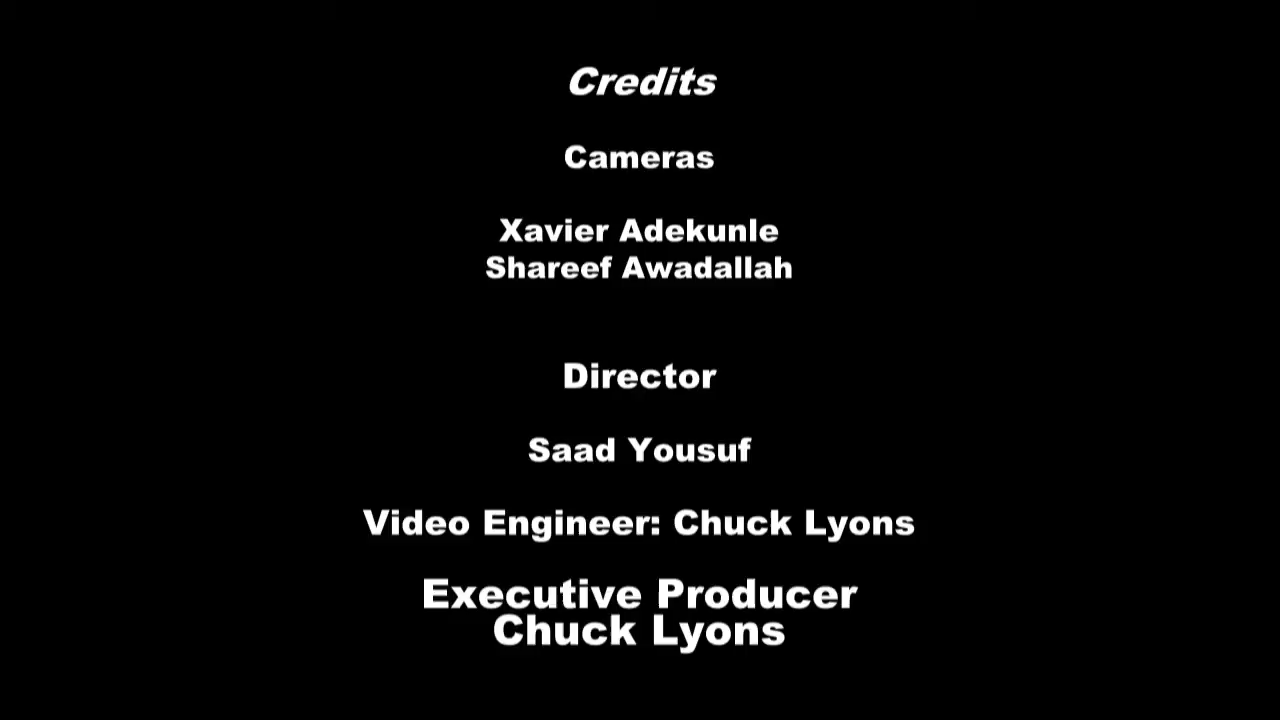 Credits
Cameras
Xavier Adekunle
Shareef Awadallah
Director
Saad Yousuf
Video Engineer: Chuck Lyons
Executive Producer
Chuck Lyons